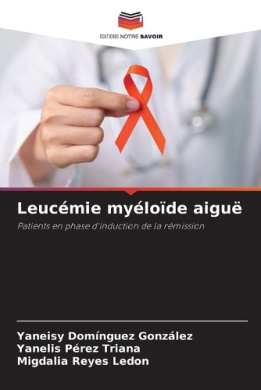 EDITIONS NOTRE SAVOIR
Leucémie myéloïde aiguë
Patients en phase d'induction de la rémission
Yaneisy Domínguez González
Yanelis Pérez Triana
Migdalia Reyes Ledon